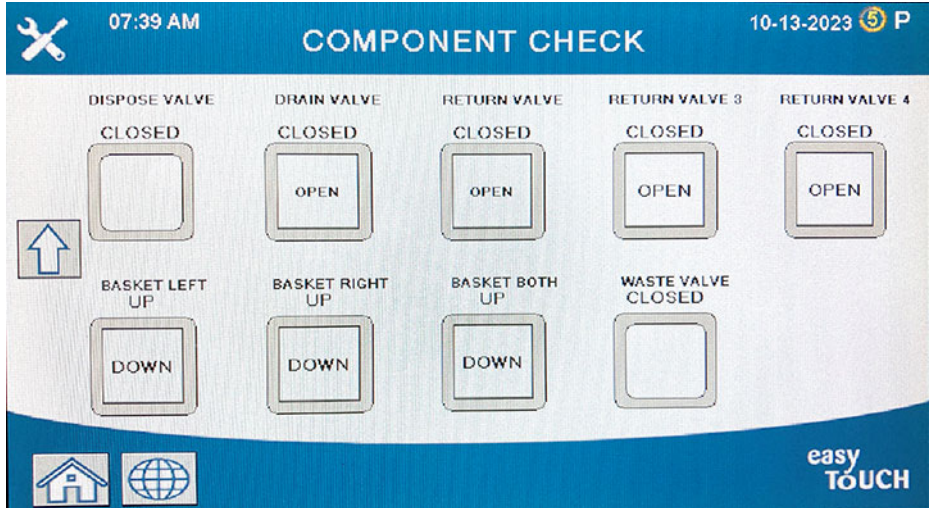 07:39 AM
10-13-2023 5 P
COMPONENT CHECK
DISPOSE VALVE DRAIN VALVE RETURN VALVE RETURN VALVE 3 RETURN VALVE 4
CLOSED CLOSED CLOSED CLOSED CLOSED
OPEN OPEN OPEN OPEN
BASKET LEFT BASKET RIGHT BASKET BOTH WASTE VALVE
UP UP UP CLOSED
DOWN DOWN DOWN
easy
TOUCH